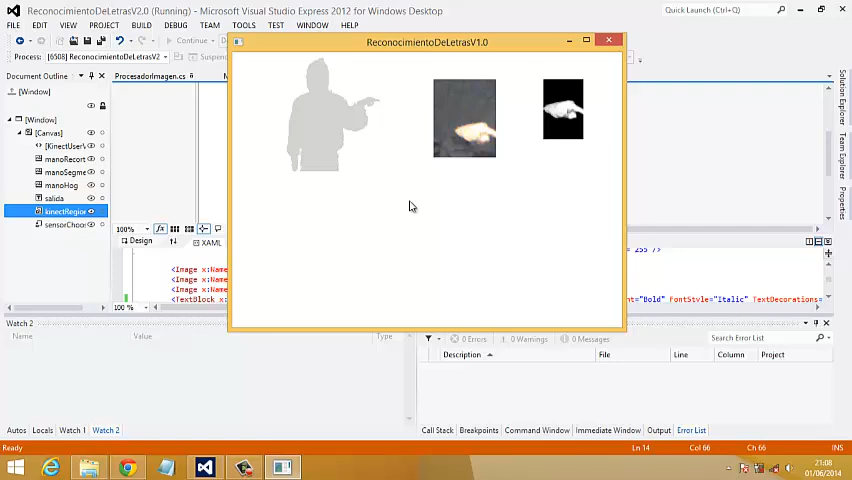 ReconocimientoDeLetrasV2.0 (Running) - Microsoft Visual Studio Express 2012 for Windows Desktop
Quick Launch (Ctrl+Q)
FILE EDIT VIEW PROJECT BUILD DEBUG TEAM TOOLS TEST WINDOW HELP
Continue
Process: [6508] ReconocimientoDeLetrasV2
Suspen
ReconocimientoDeLetrasV1.0
Document Outline
ProcesadorImagen.cs
[Window]
[Window]
[Canvas]
[KinectUserV
manoRecort
manoSegme
manoHog
salida
kinectRegion
sensorChoo
Solution Explorer
Team Explorer
Properties
100%
Design
XAML
255 />
<Image x:Name
<Image x:Name
<Image x:Name
<TextBlock x:Name
="Bold" FontStyle="Italic" TextDecorations=
100 %
Watch 2
Name Value Type
0 Errors 0 Warnings 0 Messages
Search Error List
Description File Line Column Project
Autos Locals Watch 1 Watch 2
Call Stack Breakpoints Command Window Immediate Window Output Error List
Ready
Ln 14 Col 66 Ch 66 INS
21:08
01/06/2014